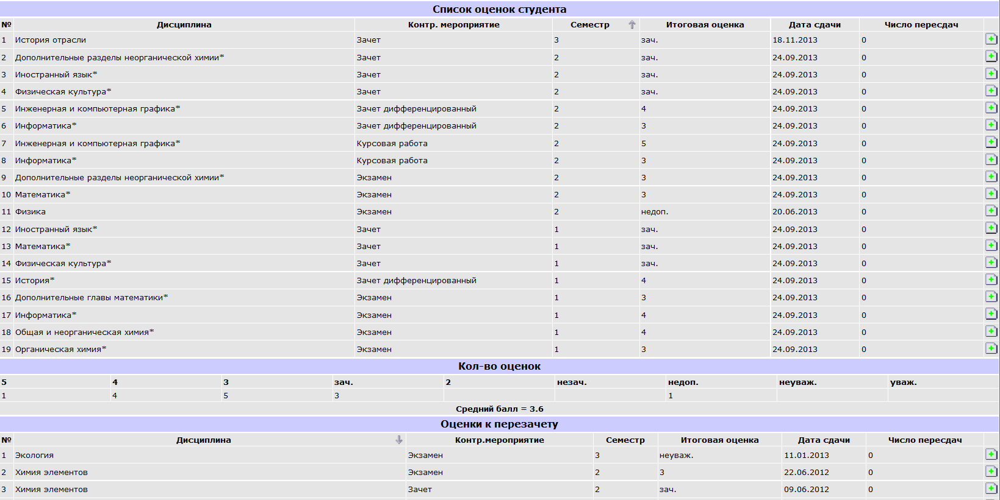 Список оценок студента
№ Дисциплина Контр. мероприятие Семестр Итоговая оценка Дата сдачи Число пересдач
1 История отрасли Зачет 3 зач. 18.11.2013 0
2 Дополнительные разделы неорганической химии* Зачет 2 зач. 24.09.2013 0
3 Иностранный язык* Зачет 2 зач. 24.09.2013 0
4 Физическая культура* Зачет 2 зач. 24.09.2013 0
5 Инженерная и компьютерная графика* Зачет дифференцированный 2 4 24.09.2013 0
6 Информатика* Зачет дифференцированный 2 3 24.09.2013 0
7 Инженерная и компьютерная графика* Курсовая работа 2 5 24.09.2013 0
8 Информатика* Курсовая работа 2 3 24.09.2013 0
9 Дополнительные разделы неорганической химии* Экзамен 2 3 24.09.2013 0
10 Математика* Экзамен 2 3 24.09.2013 0
11 Физика Экзамен 2 недоп. 20.06.2013 0
12 Иностранный язык* Зачет 1 зач. 24.09.2013 0
13 Математика* Зачет 1 зач. 24.09.2013 0
14 Физическая культура* Зачет 1 зач. 24.09.2013 0
15 История* Зачет дифференцированный 1 4 24.09.2013 0
16 Дополнительные главы математики* Экзамен 1 3 24.09.2013 0
17 Информатика* Экзамен 1 4 24.09.2013 0
18 Общая и неорганическая химия* Экзамен 1 4 24.09.2013 0
19 Органическая химия* Экзамен 1 3 24.09.2013 0
Кол-во оценок
5 4 3 зач. 2 незач. недоп. неуваж. уваж.
1 4 5 3 1
Средний балл = 3.6
Оценки к перезачету
№ Дисциплина Контр.мероприятие Семестр Итоговая оценка Дата сдачи Число пересдач
1 Экология Экзамен 3 неуваж. 11.01.2013 0
2 Химия элементов Экзамен 2 3 22.06.2012 0
3 Химия элементов Зачет 2 зач. 09.06.2012 0